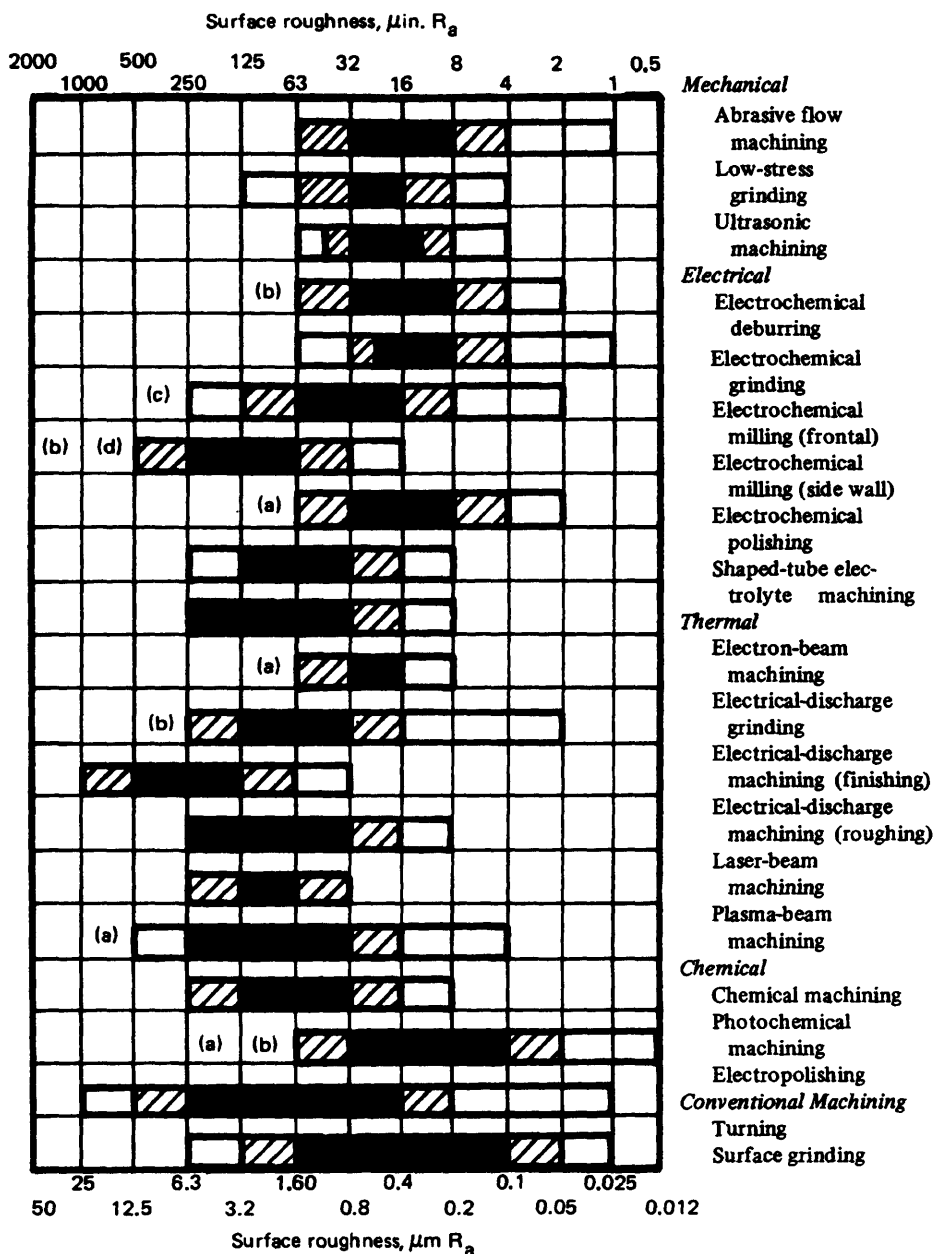 Surface roughness, μin. Ra
2000 500 125 32 8 2 0.5
1000 250 63 16 4 1
Mechanical
Abrasive flow
machining
Low-stress
grinding
Ultrasonic
machining
(b)
Electrical
Electrochemical
deburring
Electrochemical
grinding
(c)
Electrochemical
milling (frontal)
(b) (d)
Electrochemical
milling (side wall)
(a)
Electrochemical
polishing
Shaped-tube elec-
trolyte machining
Thermal
Electron-beam
machining
(a)
Electrical-discharge
grinding
(b)
Electrical-discharge
machining (finishing)
Electrical-discharge
machining (roughing)
Laser-beam
machining
Plasma-beam
machining
(a)
Chemical
Chemical machining
Photochemical
machining
(a) (b)
Electropolishing
Conventional Machining
Turning
Surface grinding
25 6.3 1.60 0.4 0.1 0.025
50 12.5 3.2 0.8 0.2 0.05 0.012
Surface roughness, μm Ra